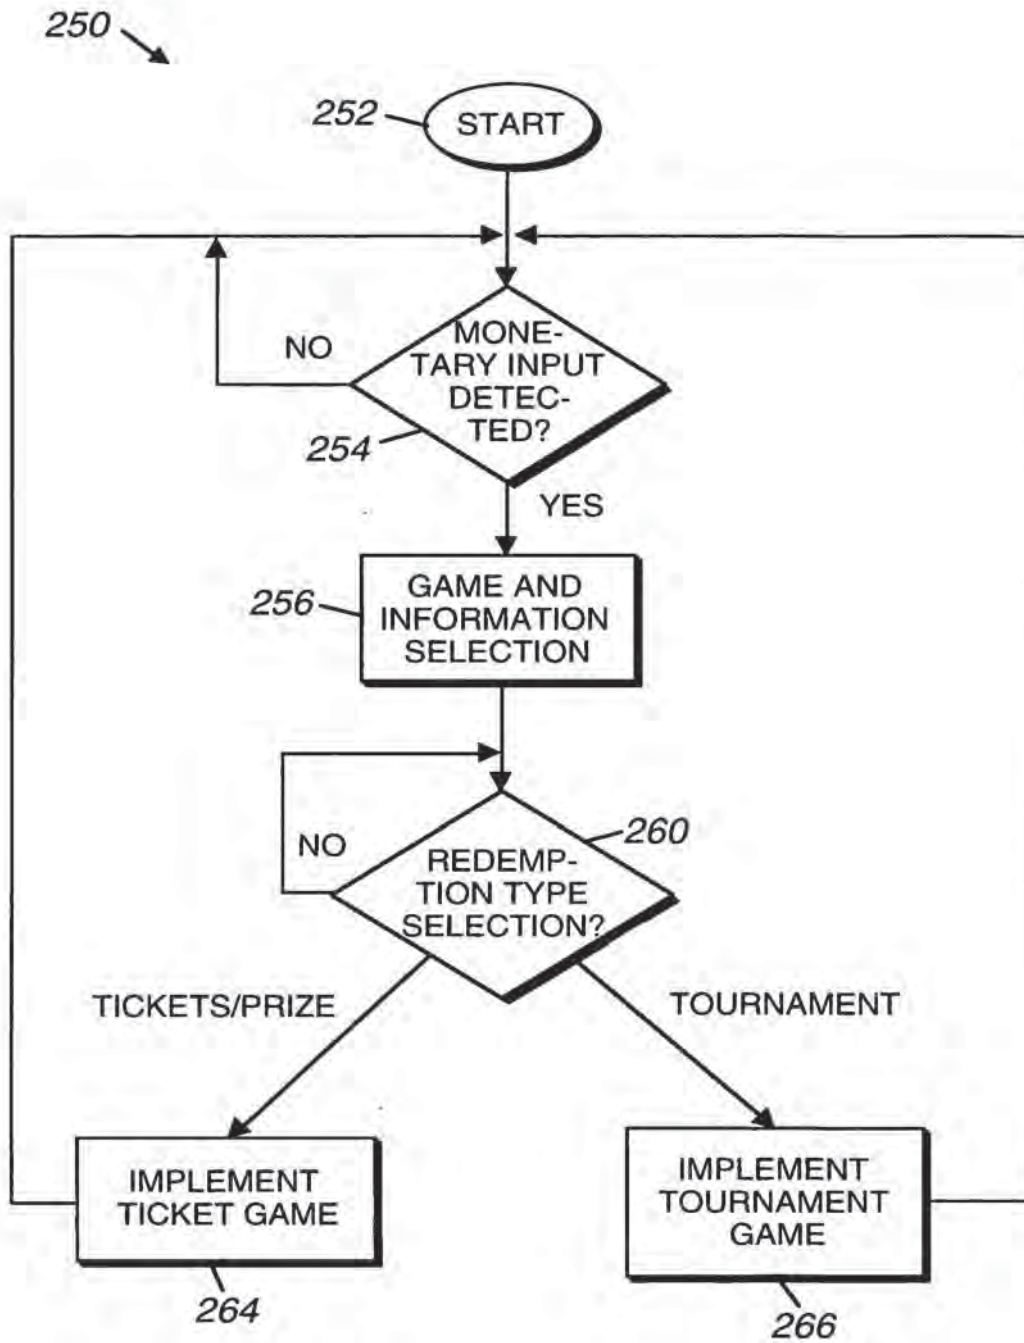 250
252
START
NO
MONE-
TARY INPUT
DETEC-
TED?
254
YES
256
GAME AND
INFORMATION
SELECTION
NO
260
REDEMP-
TION TYPE
SELECTION?
TICKETS/PRIZE
TOURNAMENT
IMPLEMENT
TICKET GAME
264
IMPLEMENT
TOURNAMENT
GAME
266